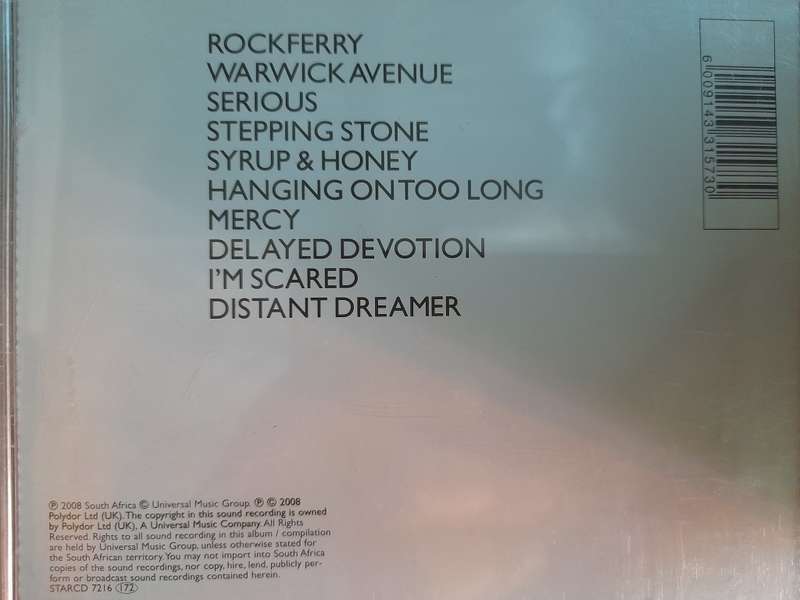 ROCKFERRY
WARWICK AVENUE
SERIOUS
STEPPING STONE
SYRUP & HONEY
HANGING ON TOO LONG
MERCY
DELAYED DEVOTION
I'M SCARED
DISTANT DREAMER
6 009143 315730
℗ 2008 South Africa © Universal Music Group. ℗ © 2008
Polydor Ltd (UK). The copyright in this sound recording is owned
by Polydor Ltd (UK), A Universal Music Company. All Rights
Reserved. Rights to all sound recording in this album / compilation
are held by Universal Music Group, unless otherwise stated for
the South African territory. You may not import into South Africa
copies of the sound recordings, nor copy, hire, lend, publicly per-
form or broadcast sound recordings contained herein.
STARCD 7216 172